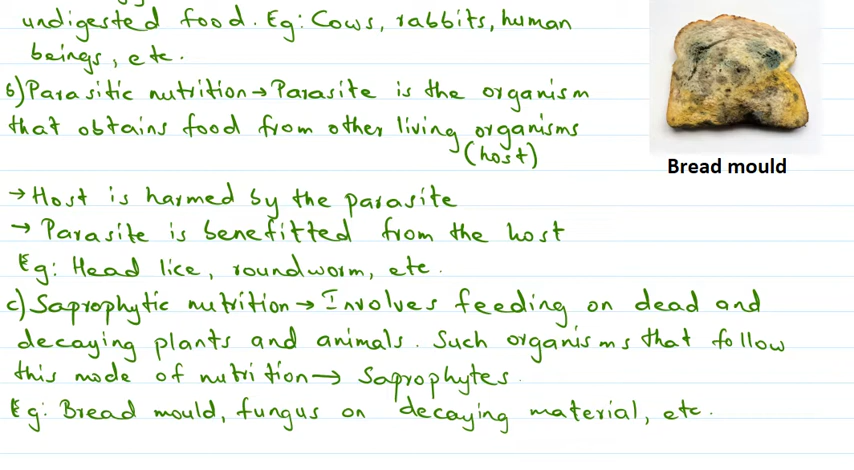 undigested food. Eg: Cows, rabbits, human
beings, etc.
b) Parasitic nutrition → Parasite is the organism
that obtains food from other living organisms
(host)
Bread mould
→ Host is harmed by the parasite
→ Parasite is benefitted from the host
Eg: Head lice, roundworm, etc.
c) Saprophytic nutrition → Involves feeding on dead and
decaying plants and animals. Such organisms that follow
this mode of nutrition → Saprophytes.
Eg: Bread mould, fungus on decaying material, etc.